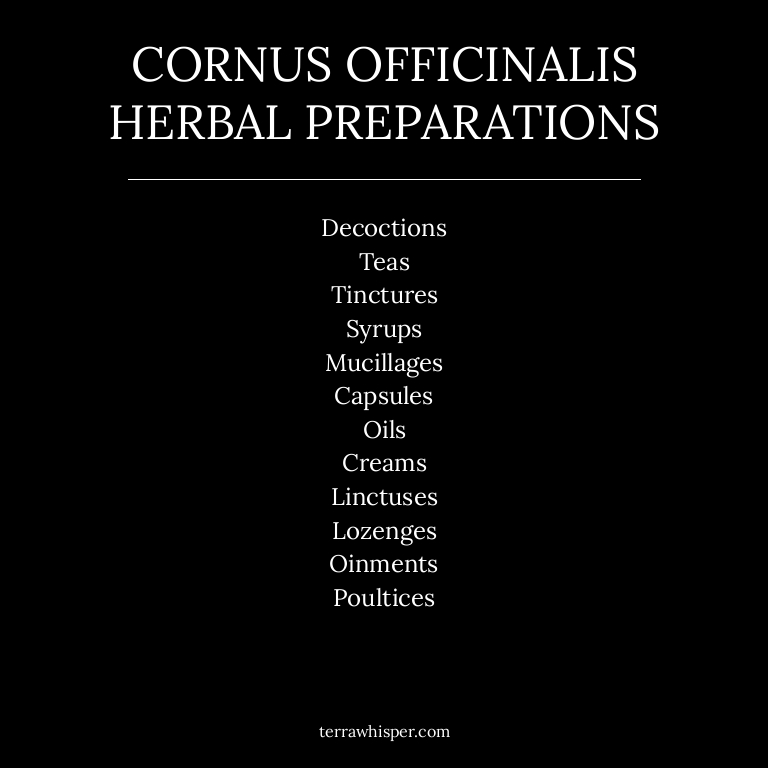 CORNUS OFFICINALIS
HERBAL PREPARATIONS
Decoctions
Teas
Tinctures
Syrups
Mucillages
Capsules
Oils
Creams
Linctuses
Lozenges
Oinments
Poultices
terrawhisper.com